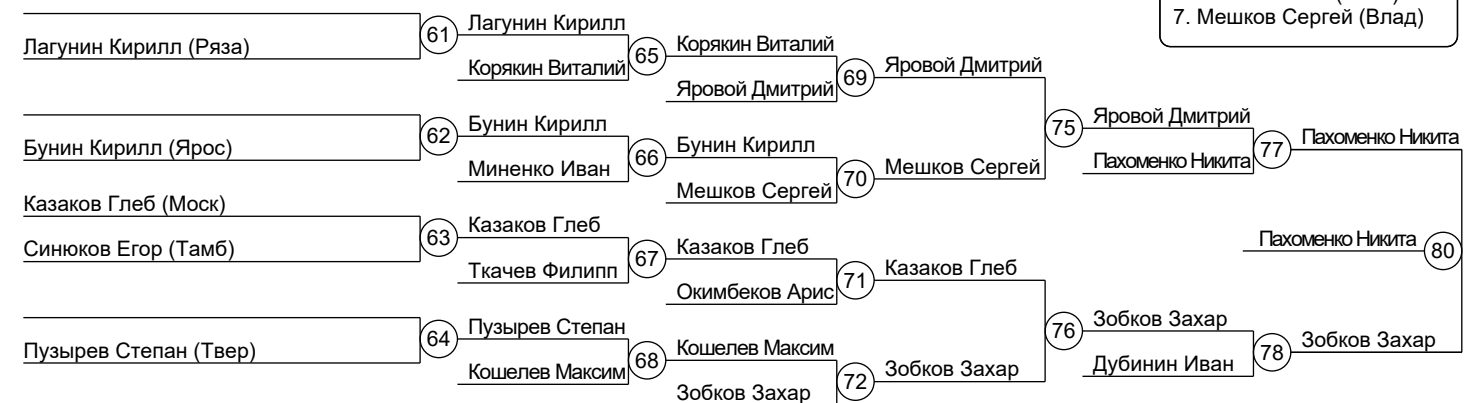 7. Мешков Сергей (Влад)
Лагунин Кирилл (Ряза)
61
Лагунин Кирилл
Корякин Виталий
65
Корякин Виталий
Яровой Дмитрий
69
Яровой Дмитрий
Бунин Кирилл (Ярос)
62
Бунин Кирилл
Миненко Иван
66
Бунин Кирилл
Мешков Сергей
70
Мешков Сергей
75
Яровой Дмитрий
Пахоменко Никита
77
Пахоменко Никита
Казаков Глеб (Моск)
Синюков Егор (Тамб)
63
Казаков Глеб
Ткачев Филипп
67
Казаков Глеб
Окимбеков Арис
71
Казаков Глеб
Пахоменко Никита
80
Пузырев Степан (Твер)
64
Пузырев Степан
Кошелев Максим
68
Кошелев Максим
Зобков Захар
72
Зобков Захар
76
Зобков Захар
Дубинин Иван
78
Зобков Захар